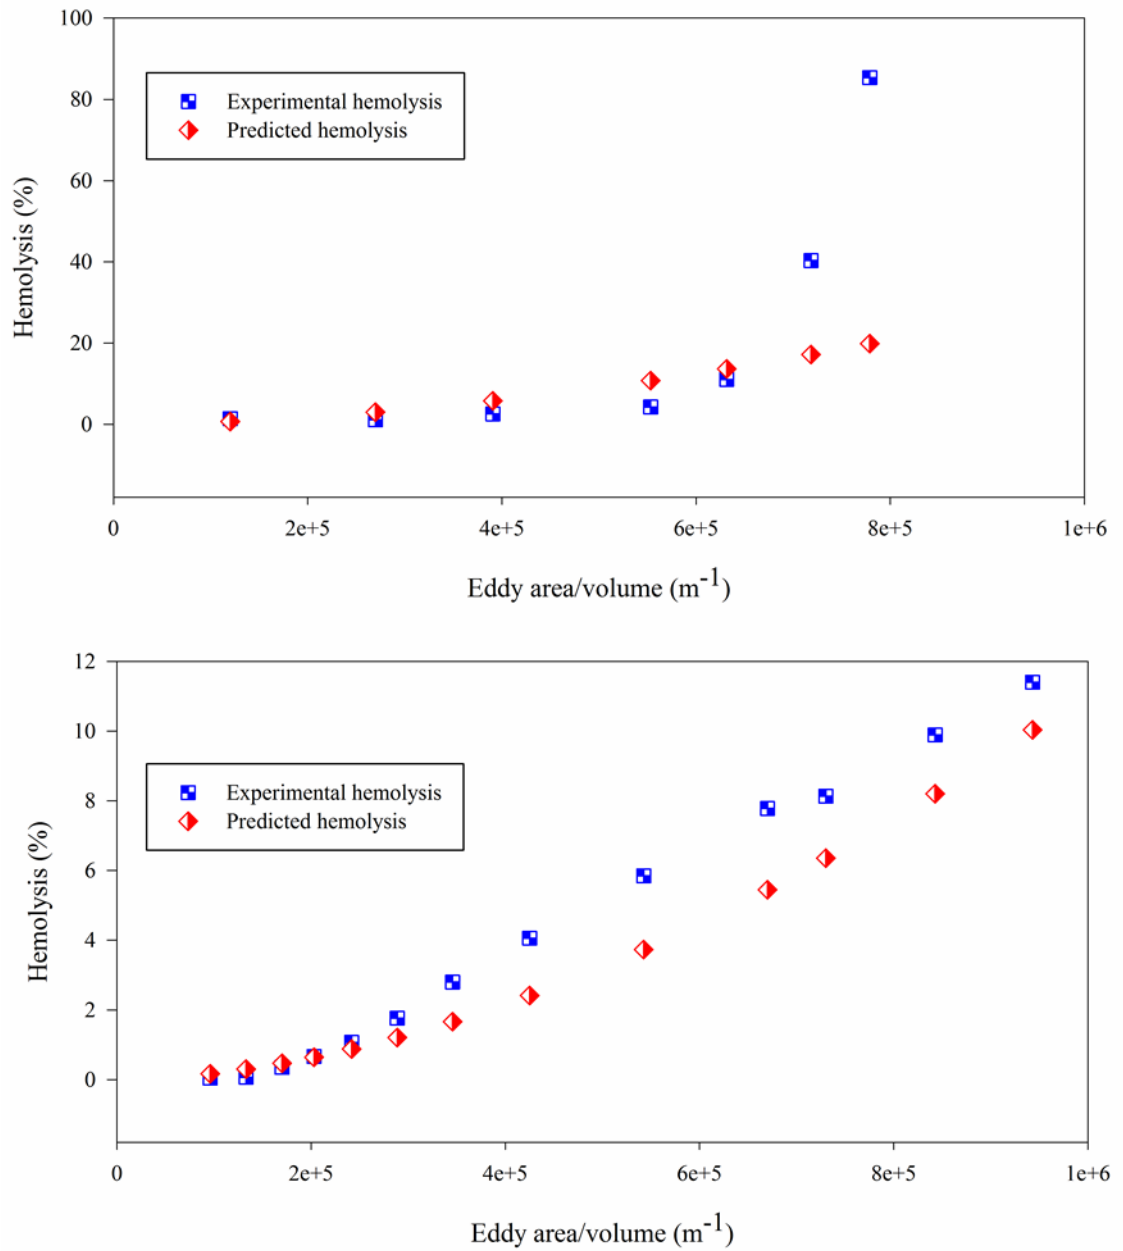 100
80
60
40
20
0
Hemolysis (%)
Experimental hemolysis
Predicted hemolysis
0 2e+5 4e+5 6e+5 8e+5 1e+6
Eddy area/volume (m⁻¹)
12
10
8
6
4
2
0
Hemolysis (%)
Experimental hemolysis
Predicted hemolysis
0 2e+5 4e+5 6e+5 8e+5 1e+6
Eddy area/volume (m⁻¹)